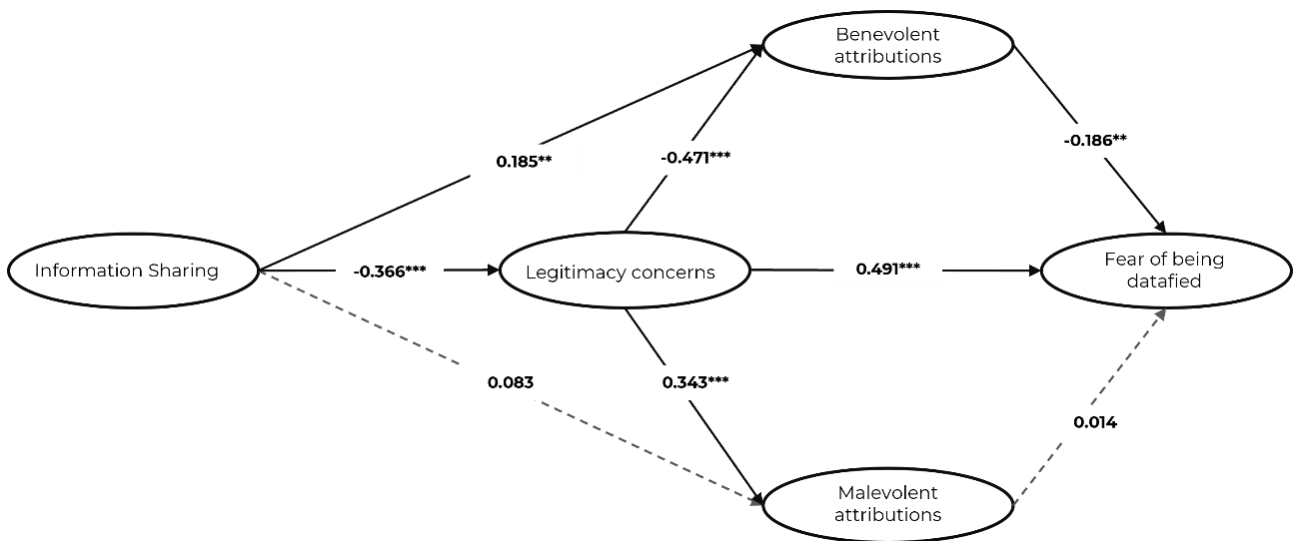 Benevolent
attributions
0.185**
-0.471***
-0.186**
Information Sharing
-0.366***
Legitimacy concerns
0.491***
Fear of being
datafied
0.083
0.343***
0.014
Malevolent
attributions